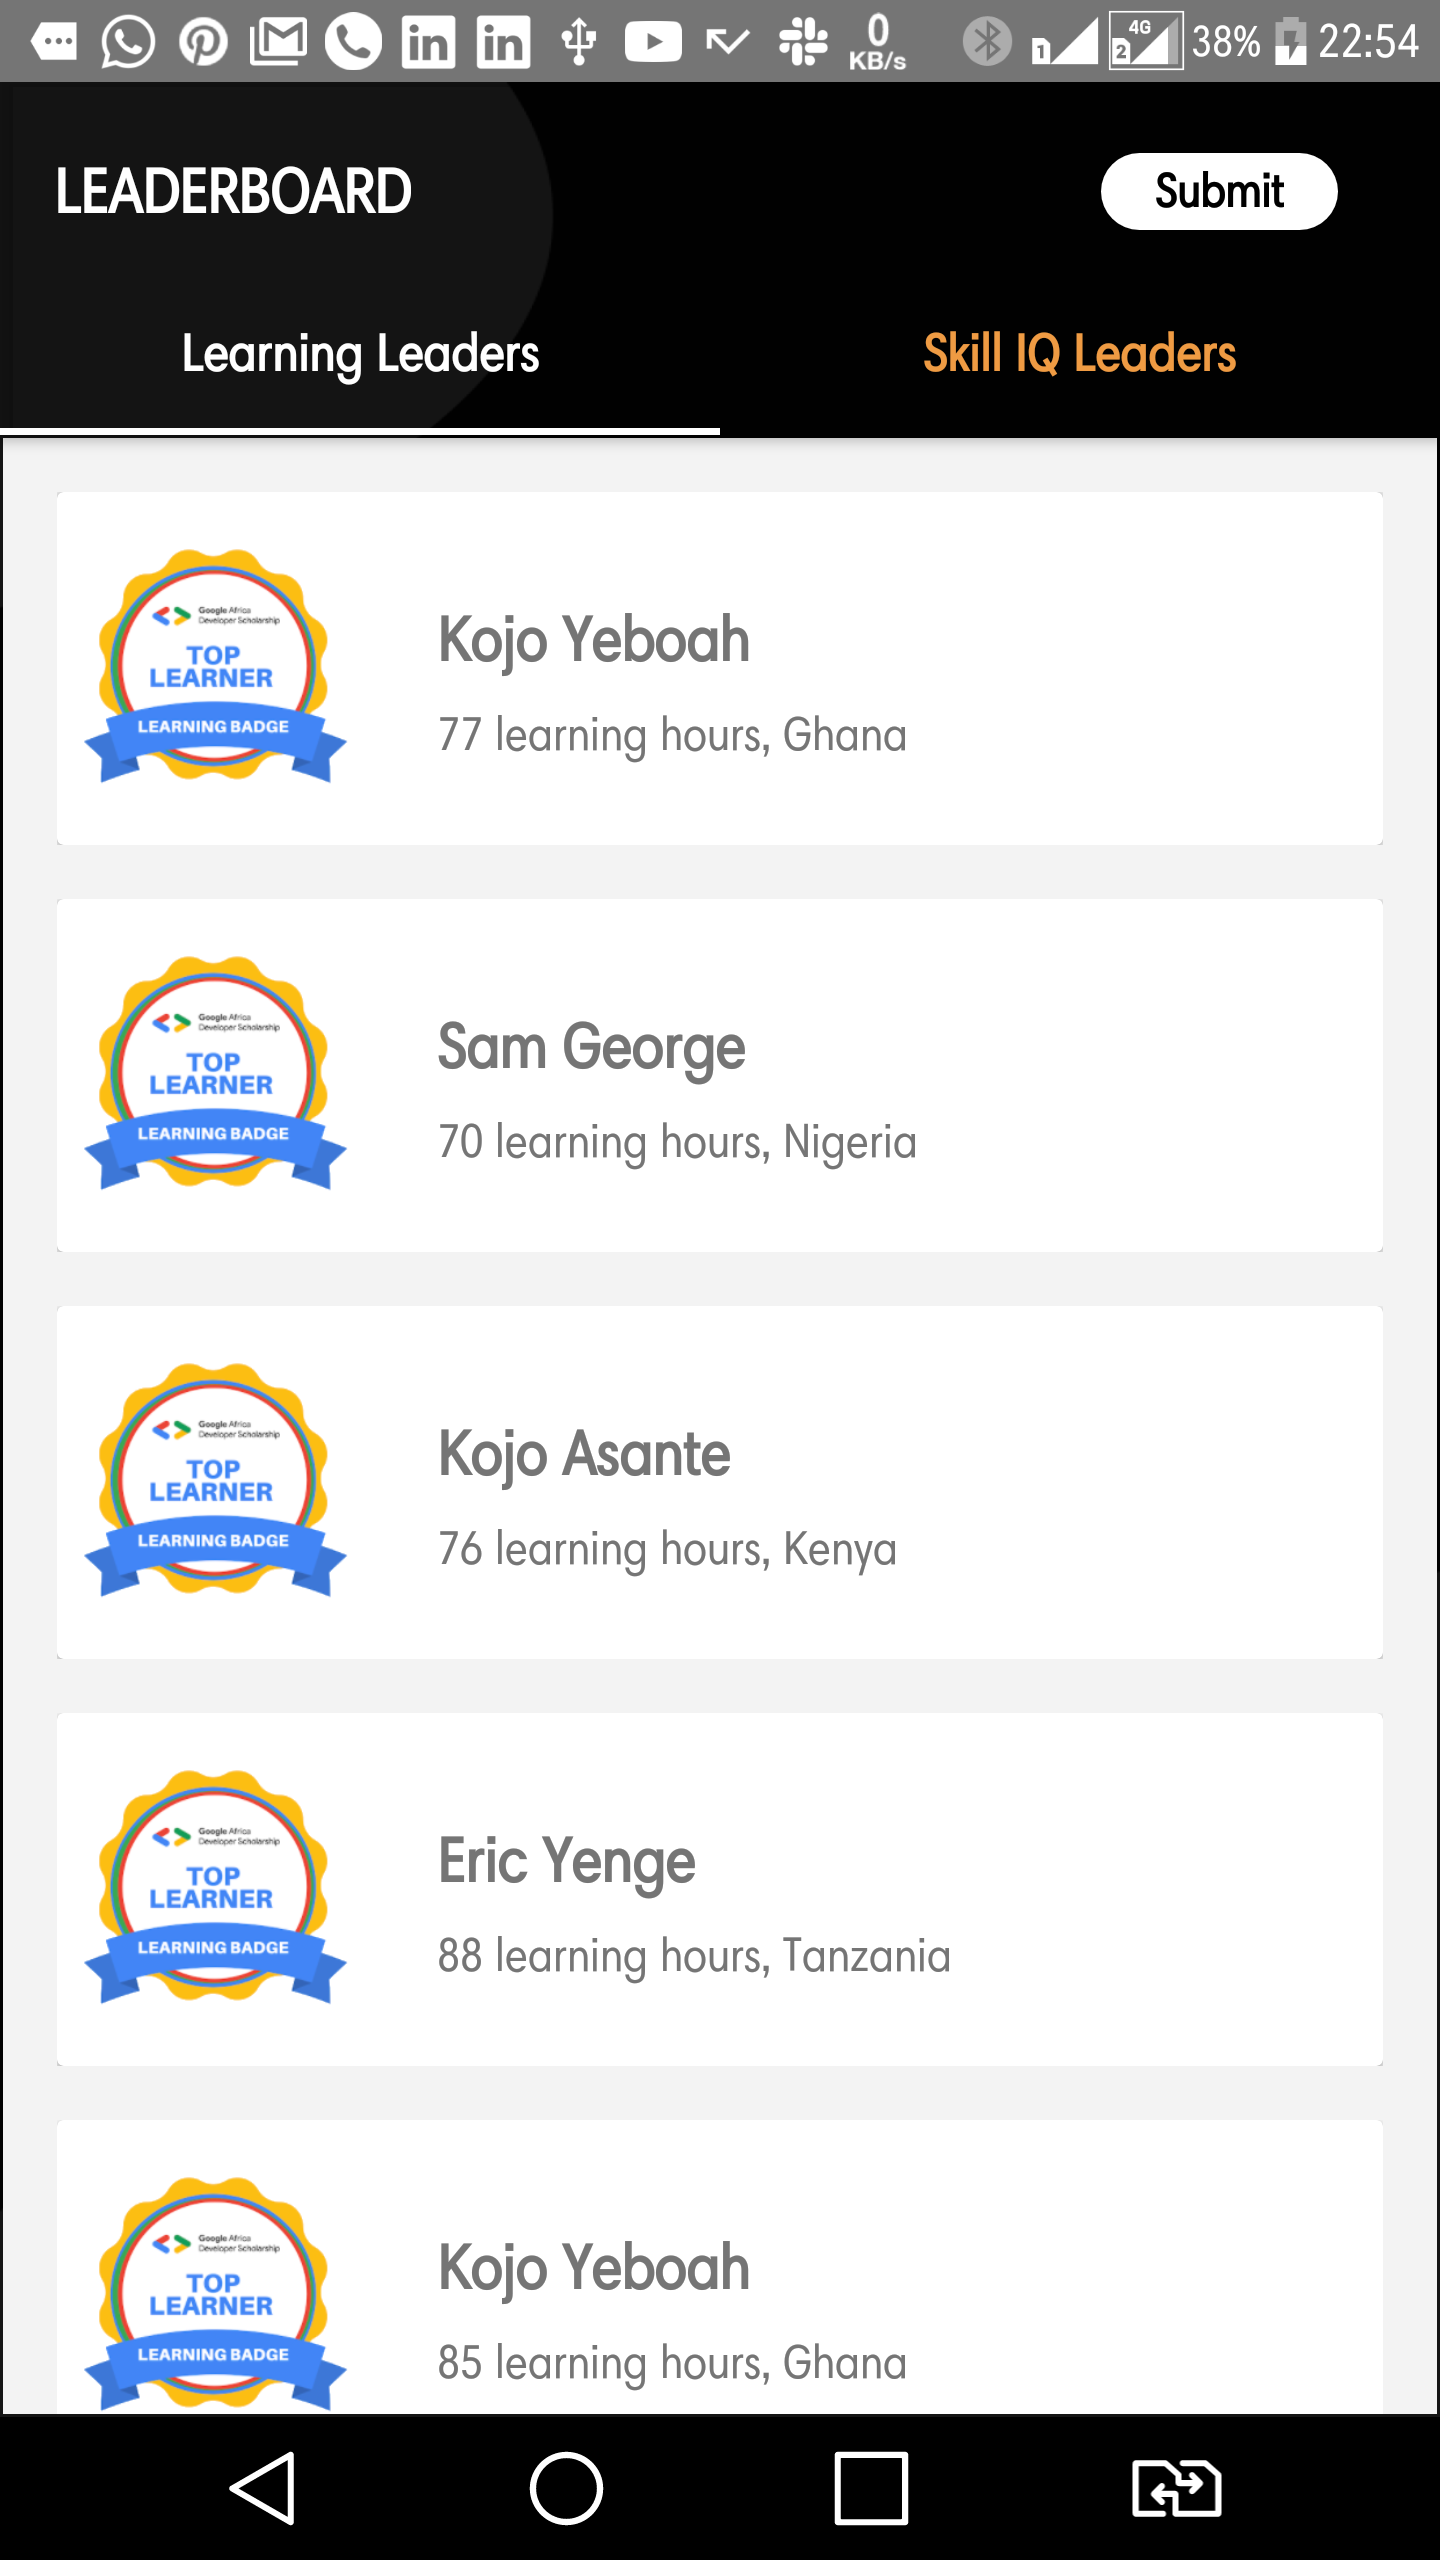 0
KB/s
1
4G
2
38%
22:54
LEADERBOARD
Submit
Learning Leaders
Skill IQ Leaders
Google Africa
Developer Scholarship
TOP
LEARNER
LEARNING BADGE
Kojo Yeboah
77 learning hours, Ghana
Google Africa
Developer Scholarship
TOP
LEARNER
LEARNING BADGE
Sam George
70 learning hours, Nigeria
Google Africa
Developer Scholarship
TOP
LEARNER
LEARNING BADGE
Kojo Asante
76 learning hours, Kenya
Google Africa
Developer Scholarship
TOP
LEARNER
LEARNING BADGE
Eric Yenge
88 learning hours, Tanzania
Google Africa
Developer Scholarship
TOP
LEARNER
LEARNING BADGE
Kojo Yeboah
85 learning hours, Ghana